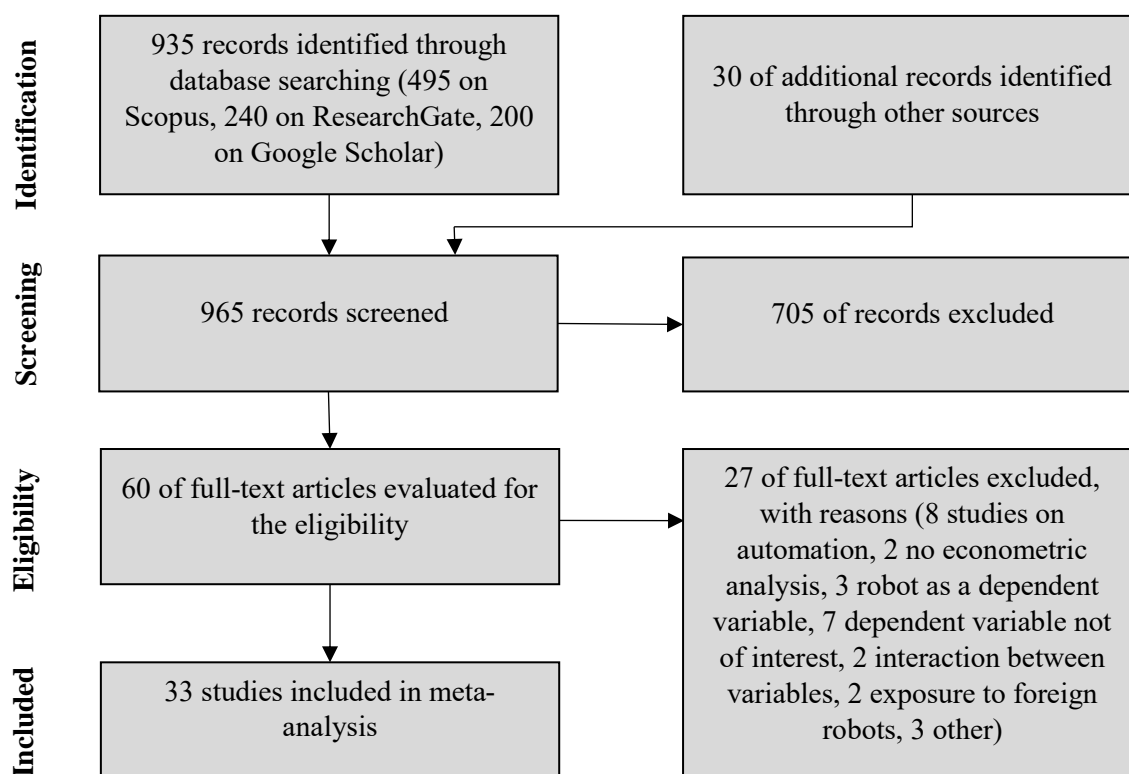 Identification
935 records identified through
database searching (495 on
Scopus, 240 on ResearchGate, 200
on Google Scholar)
30 of additional records identified
through other sources
Screening
965 records screened
705 of records excluded
Eligibility
60 of full-text articles evaluated for
the eligibility
27 of full-text articles excluded,
with reasons (8 studies on
automation, 2 no econometric
analysis, 3 robot as a dependent
variable, 7 dependent variable not
of interest, 2 interaction between
variables, 2 exposure to foreign
robots, 3 other)
Included
33 studies included in meta-
analysis